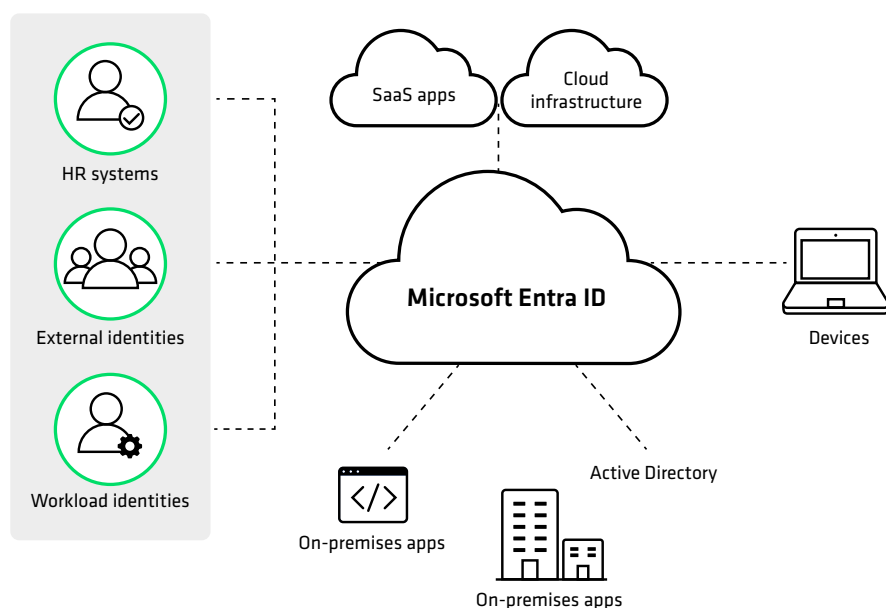 SaaS apps
Cloud
infrastructure
HR systems
Microsoft Entra ID
External identities
Devices
Workload identities
Active Directory
On-premises apps
On-premises apps